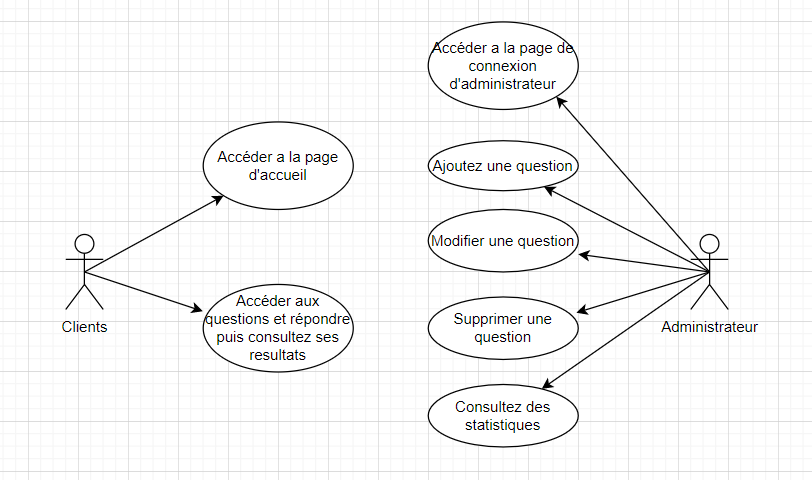 Accéder a la page de
connexion
d'administrateur
Accéder a la page
d'accueil
Ajoutez une question
Modifier une question
Accéder aux
questions et répondre
puis consultez ses
resultats
Clients
Supprimer une
question
Administrateur
Consultez des
statistiques